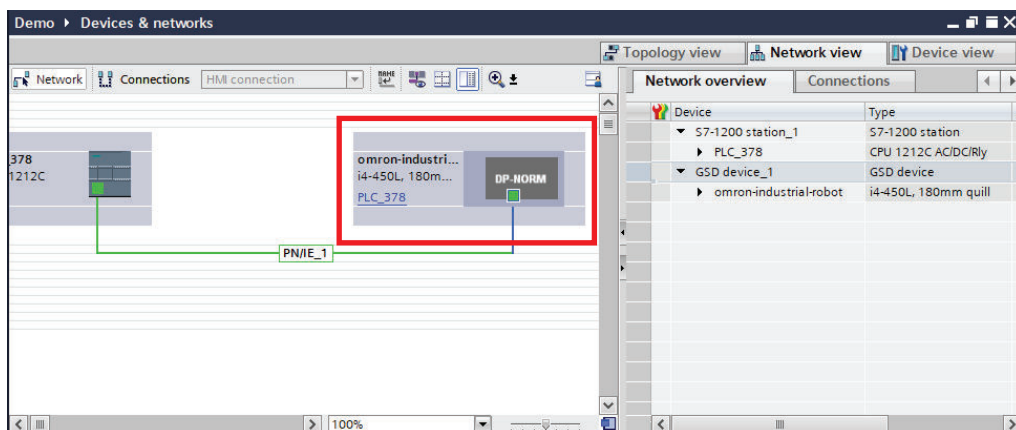 Demo ▸ Devices & networks
Topology view Network view Device view
Network Connections HMI connection
Network overview Connections
Device Type
S7-1200 station_1 S7-1200 station
PLC_378 CPU 1212C AC/DC/Rly
GSD device_1 GSD device
omron-industrial-robot i4-450L, 180mm quill
378
1212C
omron-industri...
i4-450L, 180m...
PLC_378
DP-NORM
PN/IE_1
100%